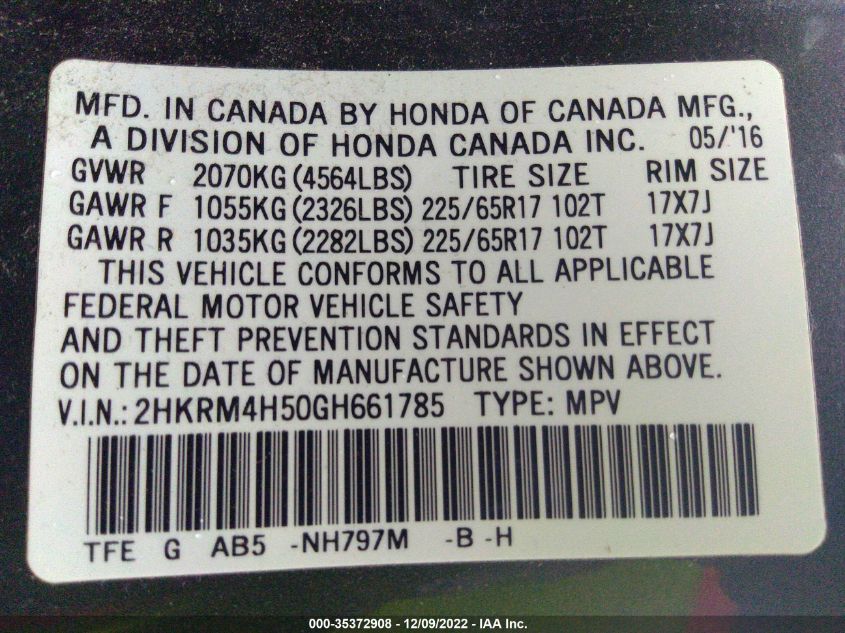 MFD. IN CANADA BY HONDA OF CANADA MFG.,
A DIVISION OF HONDA CANADA INC. 05/'16
GVWR 2070KG (4564LBS) TIRE SIZE RIM SIZE
GAWR F 1055KG (2326LBS) 225/65R17 102T 17X7J
GAWR R 1035KG (2282LBS) 225/65R17 102T 17X7J
THIS VEHICLE CONFORMS TO ALL APPLICABLE
FEDERAL MOTOR VEHICLE SAFETY
AND THEFT PREVENTION STANDARDS IN EFFECT
ON THE DATE OF MANUFACTURE SHOWN ABOVE.
V.I.N.: 2HKRM4H50GH661785 TYPE: MPV
TFE G AB5 -NH797M -B -H
000-35372908 - 12/09/2022 - IAA Inc.